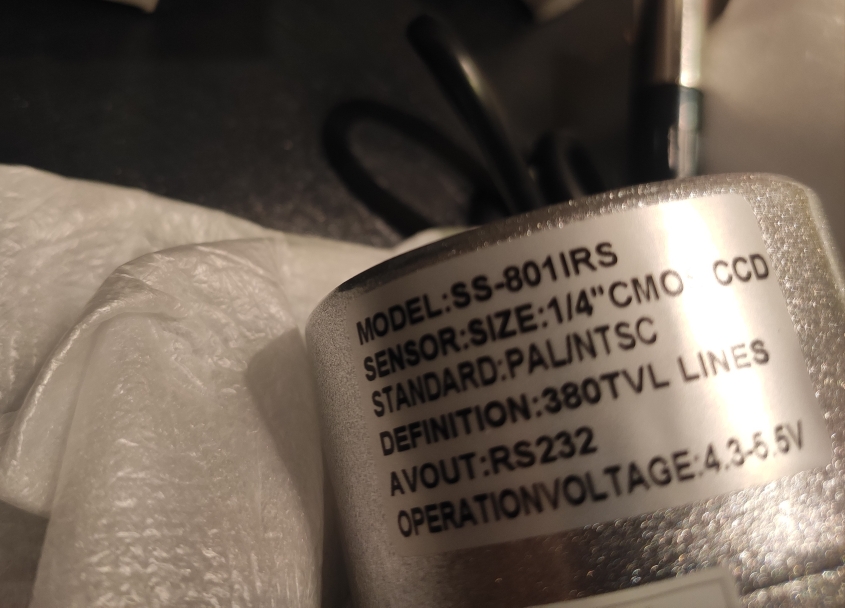 MODEL:SS-801IRS
SENSOR:SIZE:1/4"CMO CCD
STANDARD:PAL/NTSC
DEFINITION:380TVL LINES
AVOUT:RS232
OPERATIONVOLTAGE:4.3-5.5V